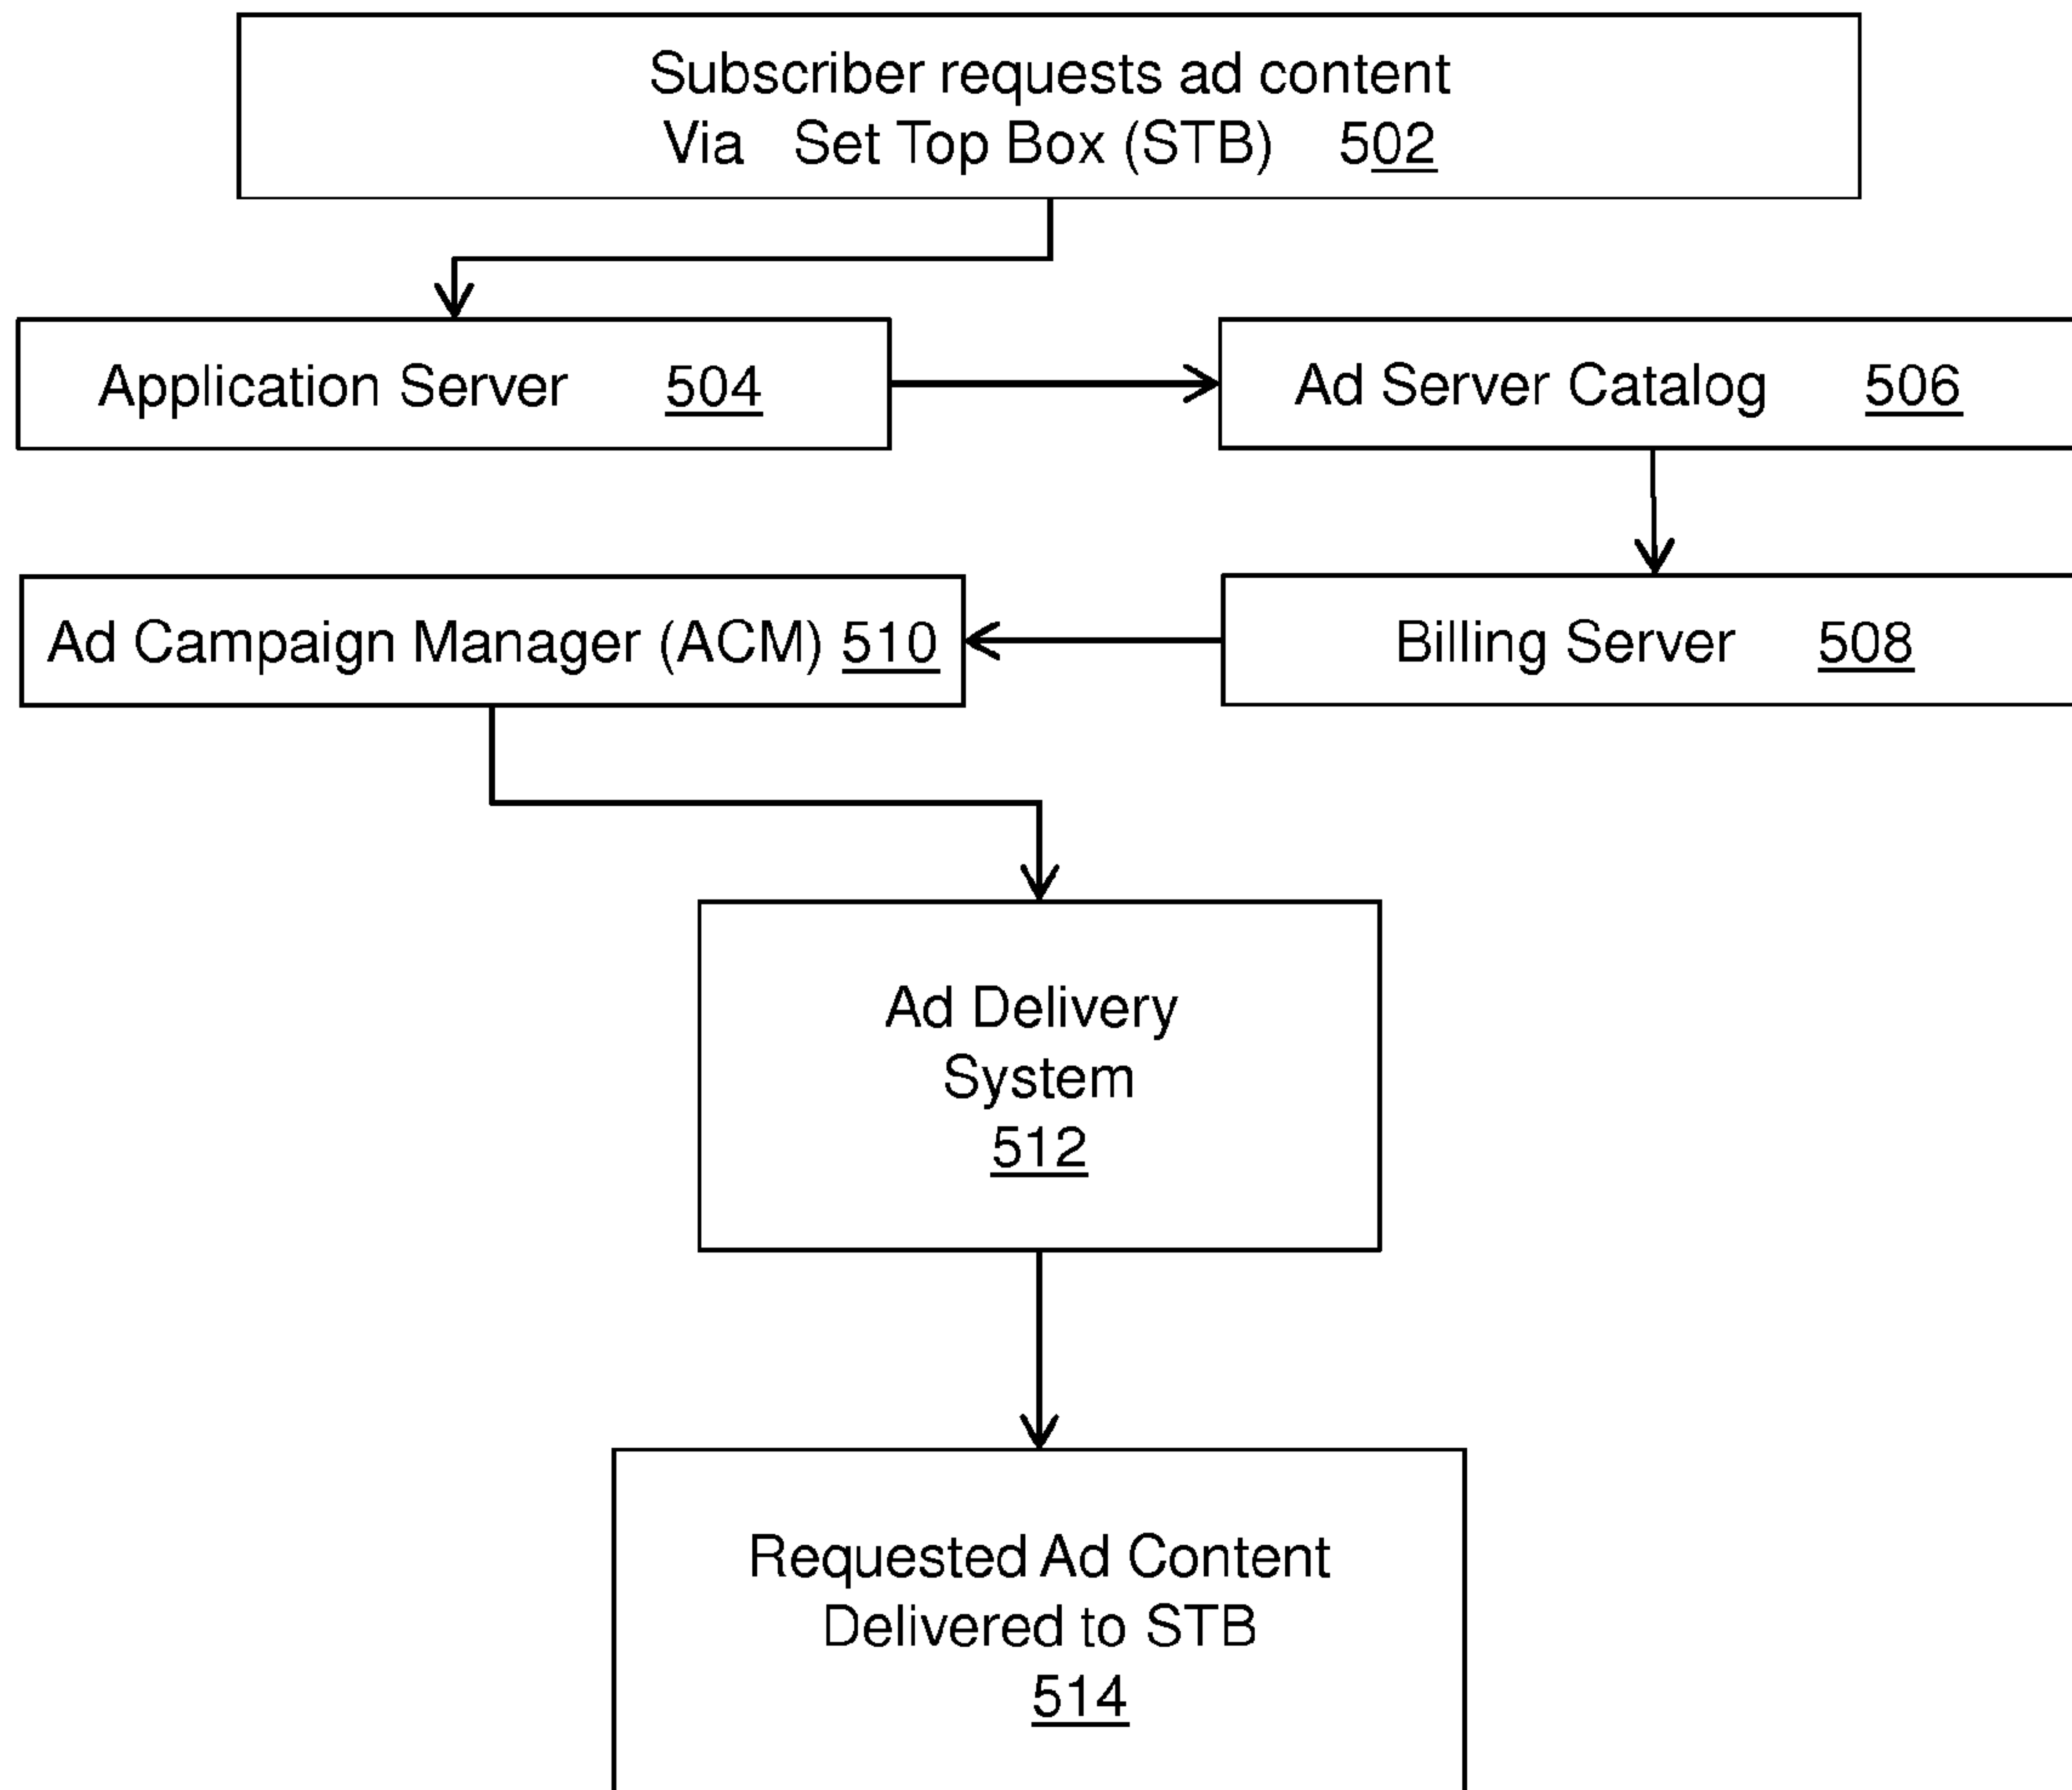 Subscriber requests ad content
Via Set Top Box (STB) 502
Application Server 504
Ad Server Catalog 506
Ad Campaign Manager (ACM) 510
Billing Server 508
Ad Delivery
System
512
Requested Ad Content
Delivered to STB
514